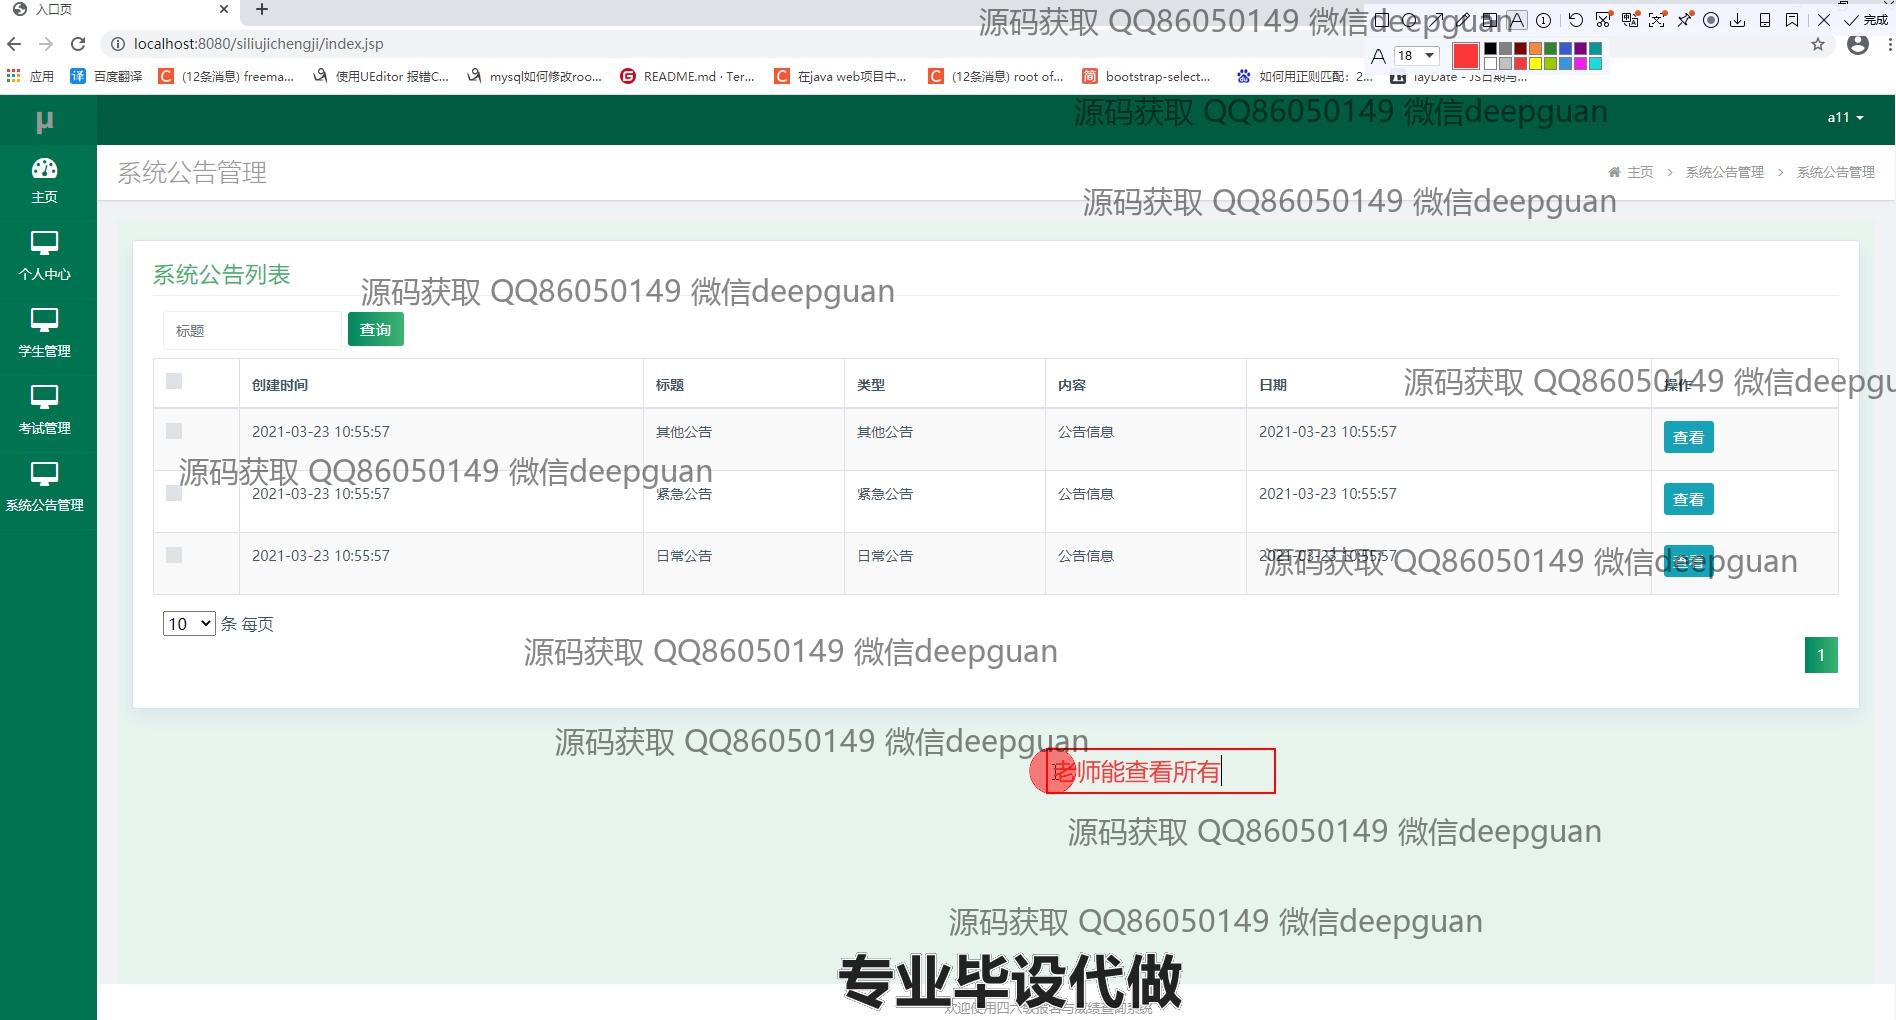 入口页
源码获取 QQ86050149 微信deepguan
完成
localhost:8080/siliujichengji/index.jsp
A 18
应用 百度翻译 (12条消息) freema... 使用UEditor 报错C... mysql如何修改roo... README.md · Ter... 在java web项目中... (12条消息) root of... bootstrap-select... 如何用正则匹配：2... layDate - JS日期与...
μ
源码获取 QQ86050149 微信deepguan
a11
主页
系统公告管理
主页 > 系统公告管理 > 系统公告管理
源码获取 QQ86050149 微信deepguan
个人中心
系统公告列表
源码获取 QQ86050149 微信deepguan
标题 查询
学生管理
创建时间 标题 类型 内容 日期 操作
源码获取 QQ86050149 微信deepgu
考试管理
2021-03-23 10:55:57 其他公告 其他公告 公告信息 2021-03-23 10:55:57 查看
源码获取 QQ86050149 微信deepguan
2021-03-23 10:55:57 紧急公告 紧急公告 公告信息 2021-03-23 10:55:57 查看
系统公告管理
2021-03-23 10:55:57 日常公告 日常公告 公告信息 2021-03-23 10:55:57 查看
源码获取 QQ86050149 微信deepguan
10 条 每页
源码获取 QQ86050149 微信deepguan
1
源码获取 QQ86050149 微信deepguan
老师能查看所有
源码获取 QQ86050149 微信deepguan
源码获取 QQ86050149 微信deepguan
专业毕设代做
欢迎使用四六级报名与成绩查询系统